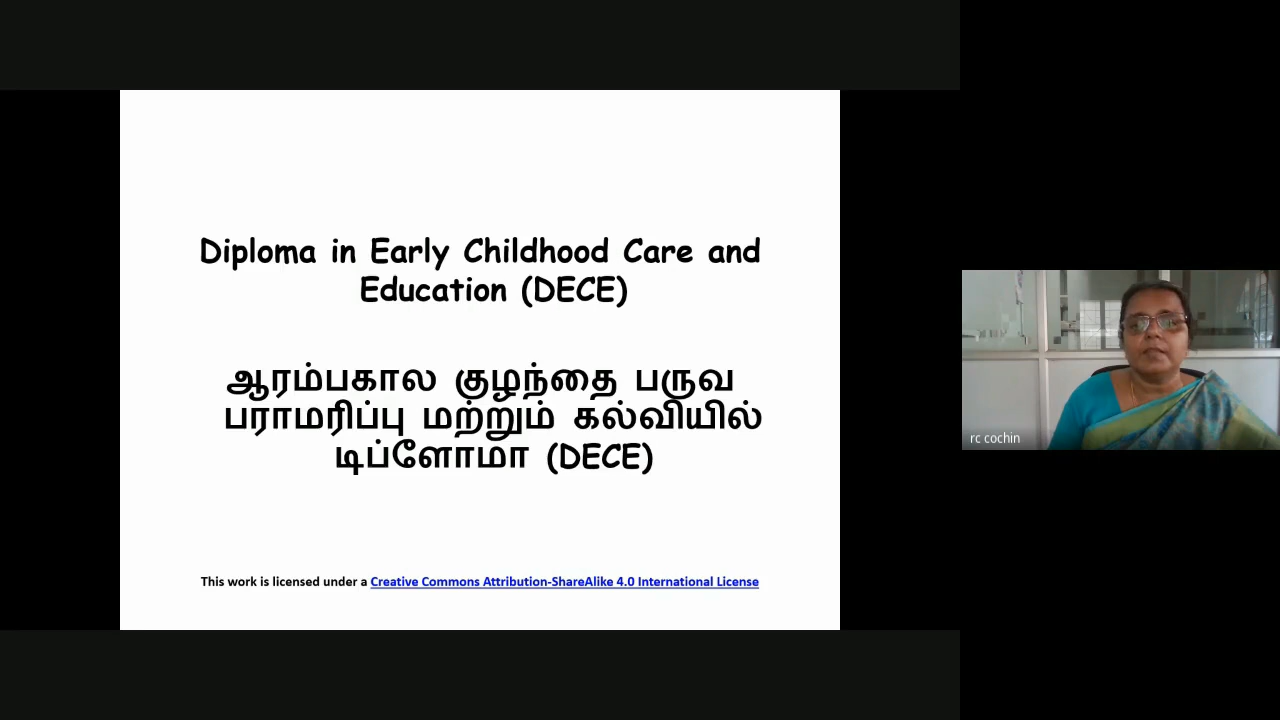 Diploma in Early Childhood Care and
Education (DECE)
ஆரம்பகால குழந்தை பருவ
பராமரிப்பு மற்றும் கல்வியில்
டிப்ளோமா (DECE)
This work is licensed under a Creative Commons Attribution-ShareAlike 4.0 International License
rc cochin